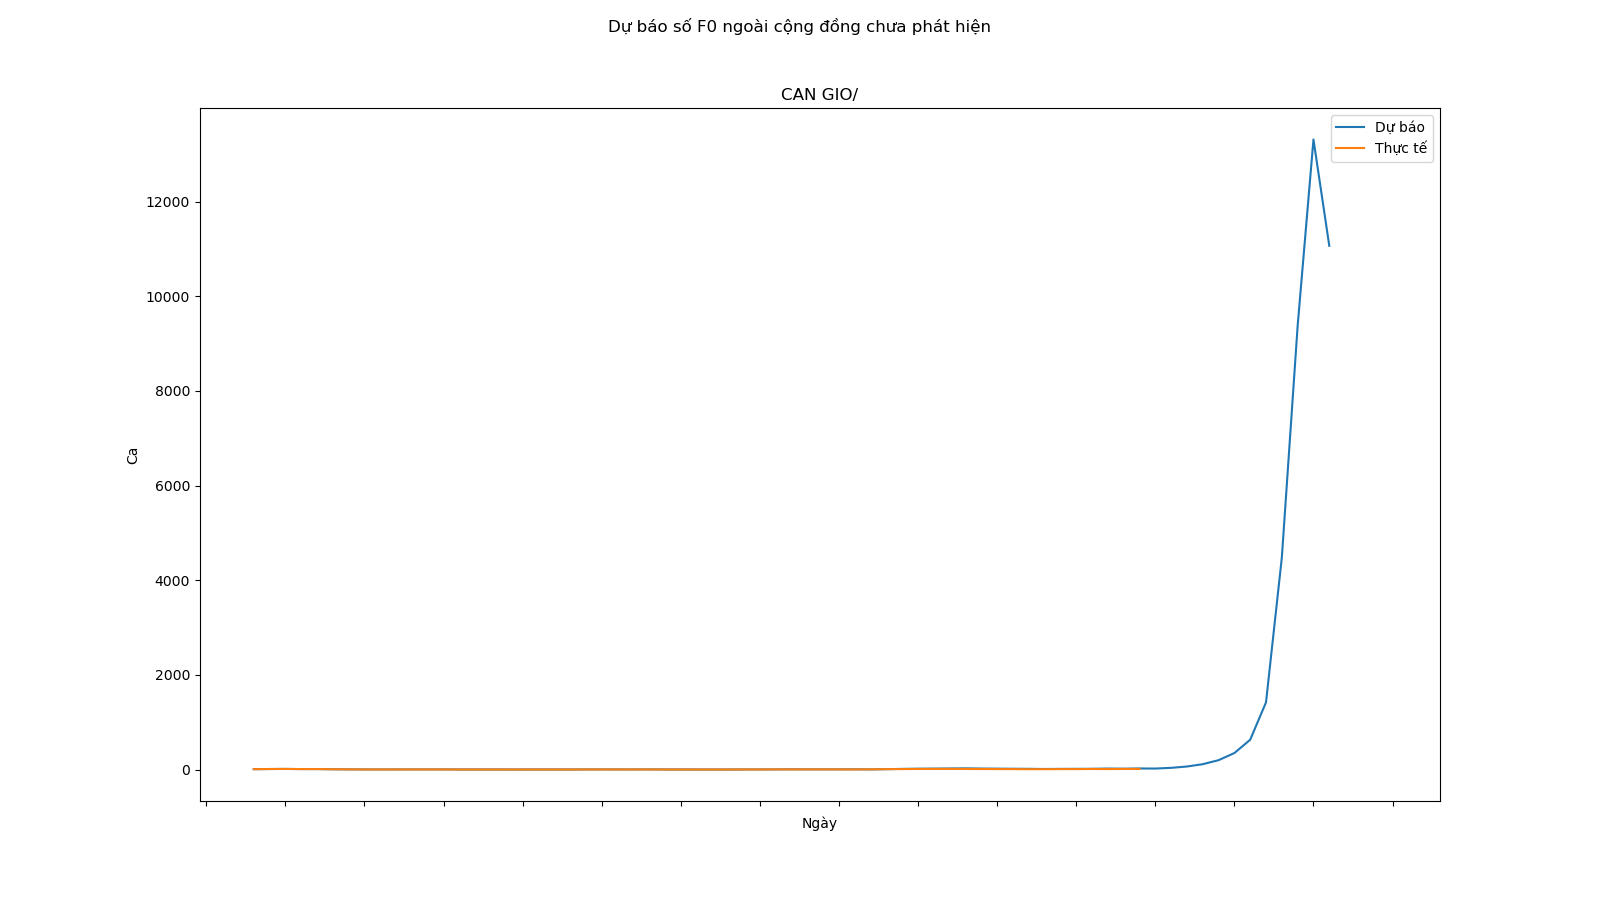 Dự báo số F0 ngoài cộng đồng chưa phát hiện
CAN GIO/
Dự báo
Thực tế
12000
10000
8000
6000
4000
2000
0
Ca
Ngày